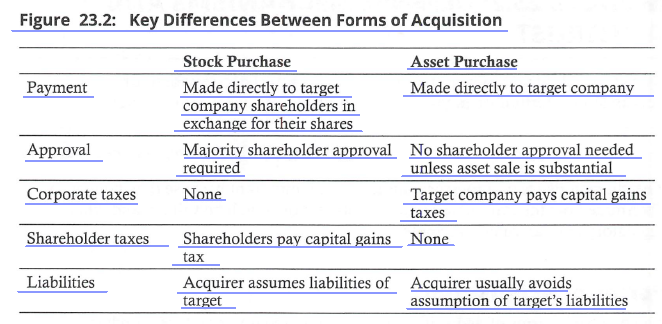 Figure 23.2: Key Differences Between Forms of Acquisition
Stock Purchase Asset Purchase
Payment Made directly to target Made directly to target company
company shareholders in
exchange for their shares
Approval Majority shareholder approval No shareholder approval needed
required unless asset sale is substantial
Corporate taxes None Target company pays capital gains
taxes
Shareholder taxes Shareholders pay capital gains None
tax
Liabilities Acquirer assumes liabilities of Acquirer usually avoids
target assumption of target's liabilities